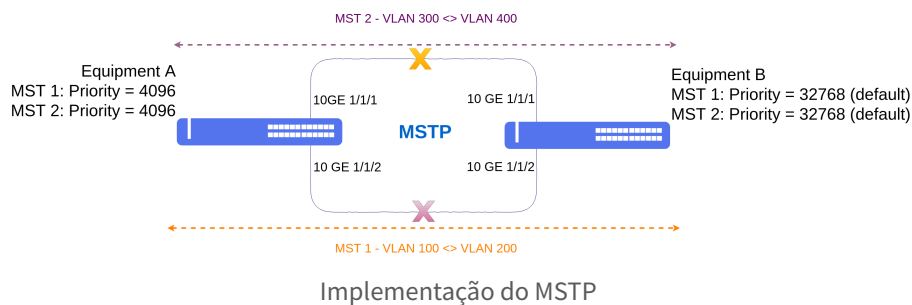 MST 2 - VLAN 300 <> VLAN 400
Equipment A
MST 1: Priority = 4096
MST 2: Priority = 4096
Equipment B
MST 1: Priority = 32768 (default)
MST 2: Priority = 32768 (default)
10GE 1/1/1
10 GE 1/1/1
MSTP
10 GE 1/1/2
10 GE 1/1/2
MST 1 - VLAN 100 <> VLAN 200
Implementação do MSTP